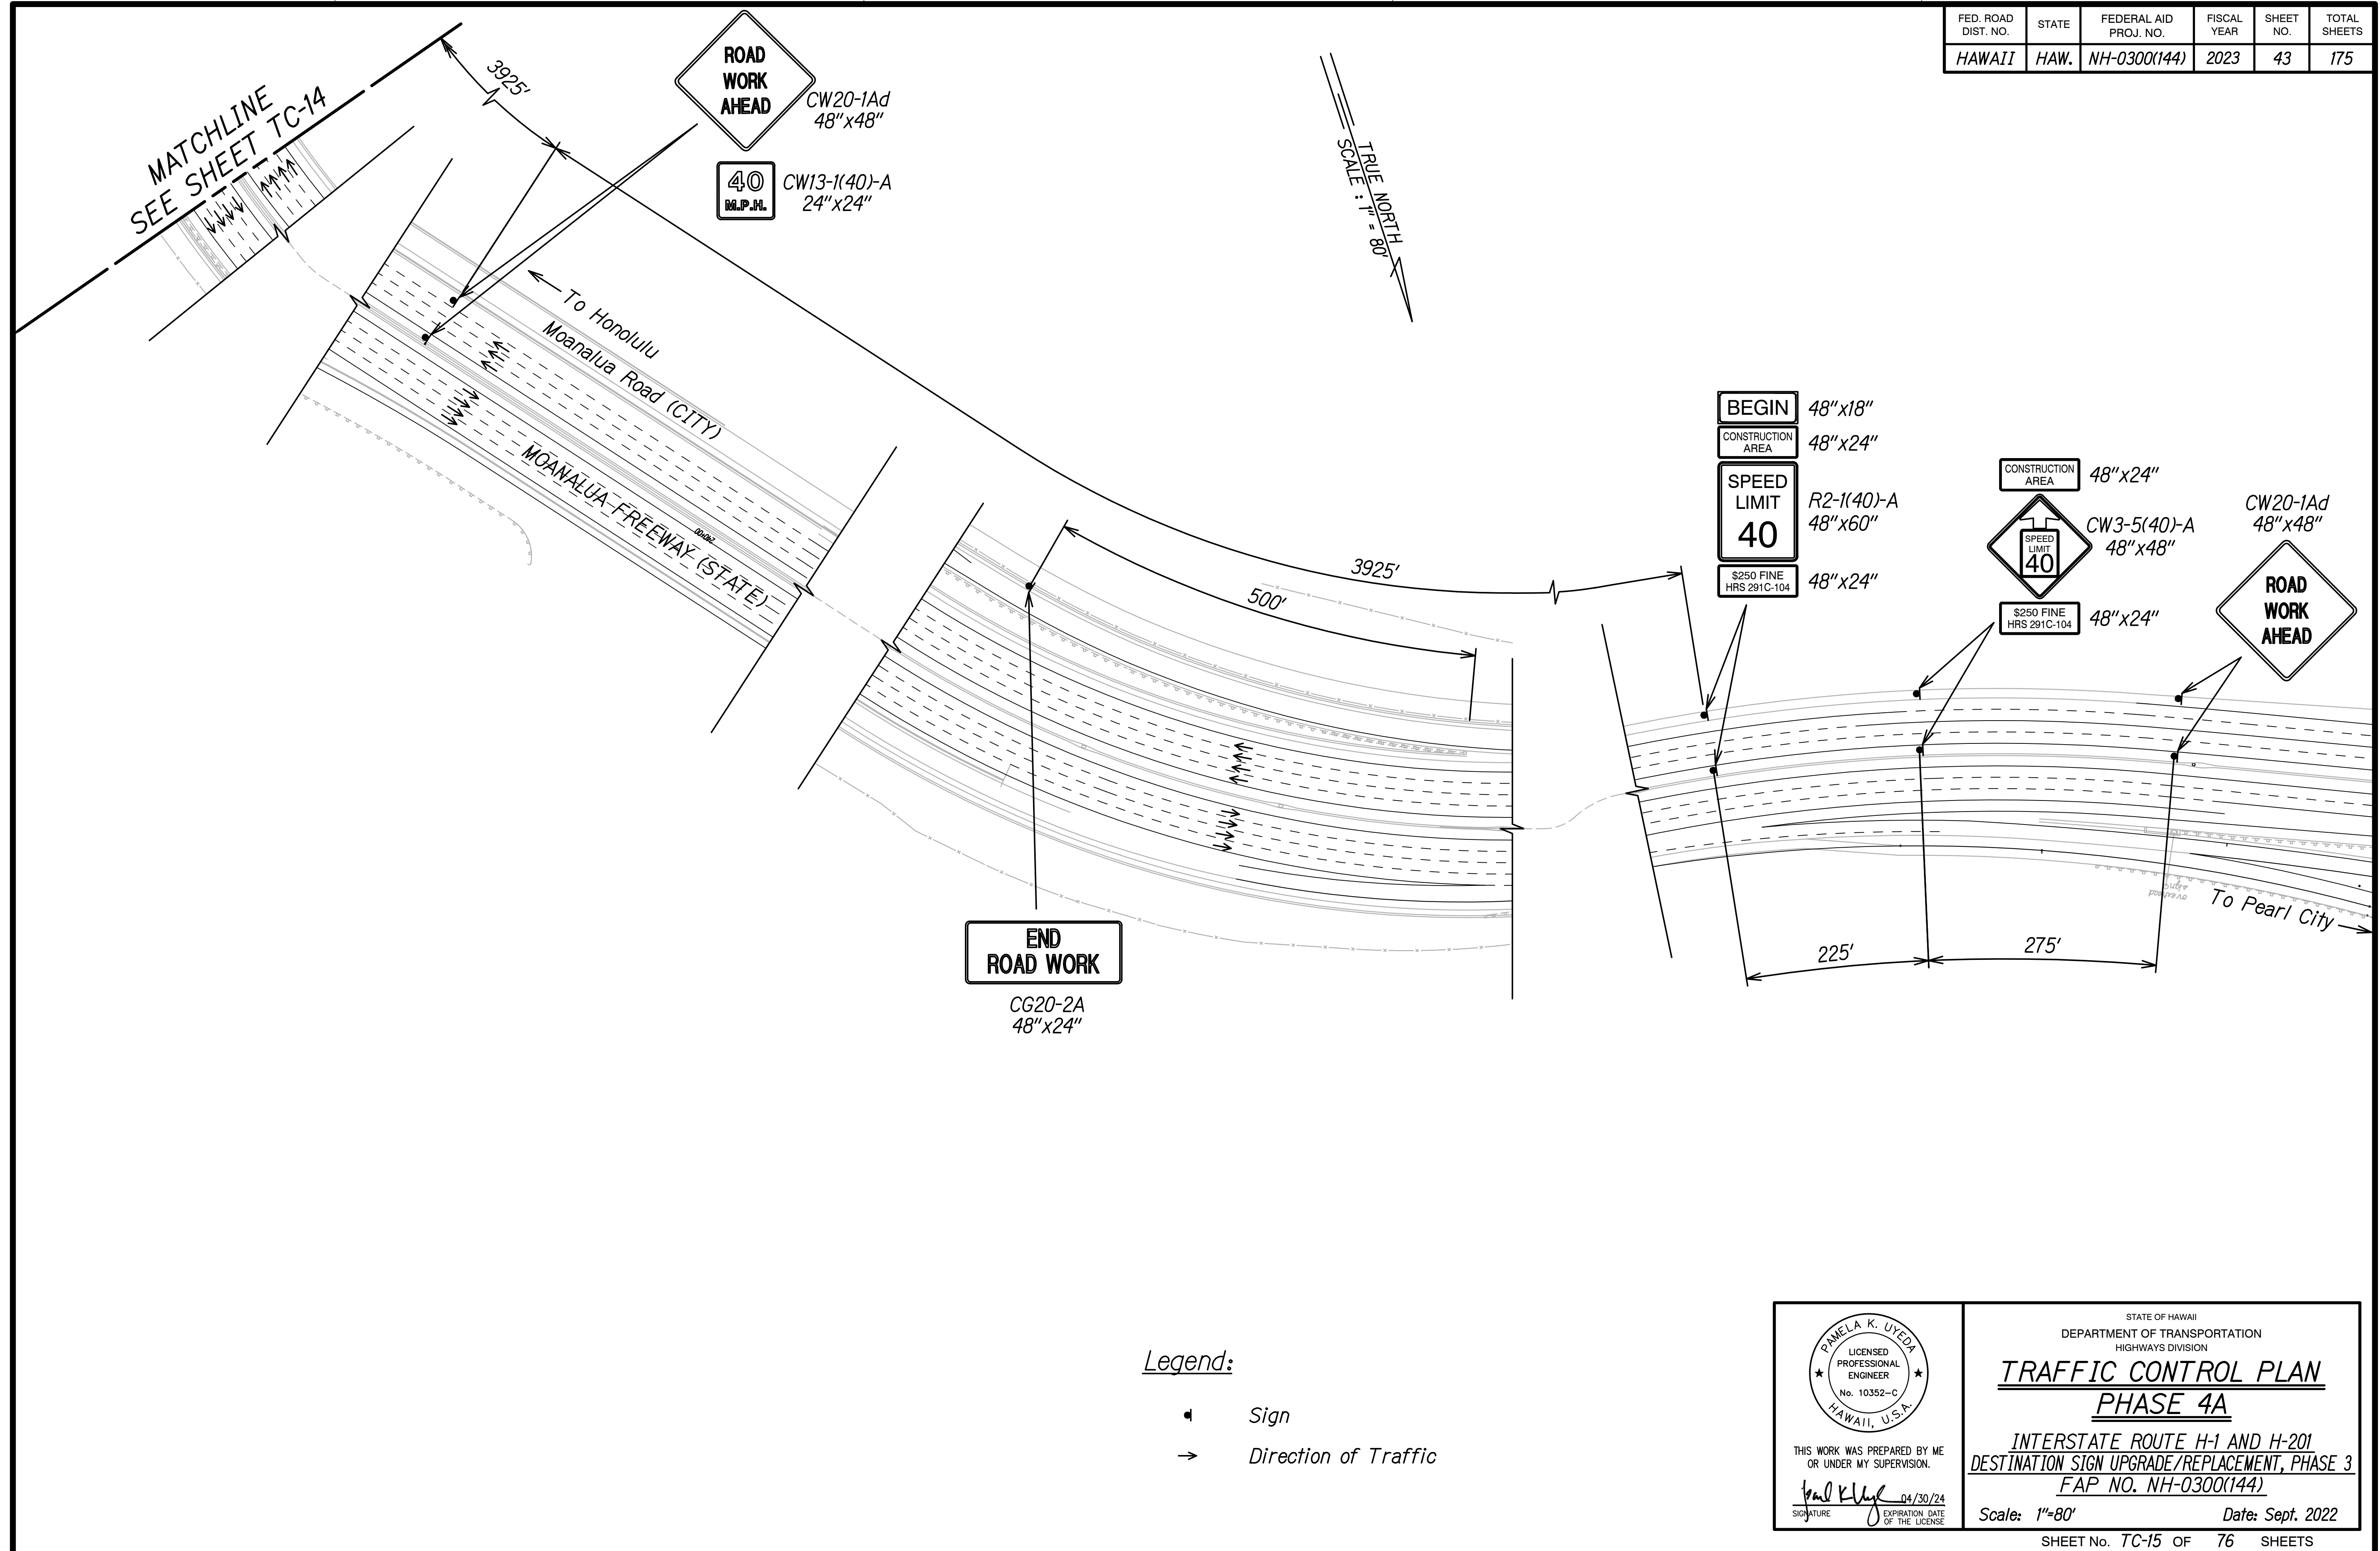 FED. ROAD DIST. NO.
STATE
FEDERAL AID PROJ. NO.
FISCAL YEAR
SHEET NO.
TOTAL SHEETS
HAWAII
HAW.
NH-0300(144)
2023
43
175
MATCHLINE
SEE SHEET TC-14
3925'
ROAD
WORK
AHEAD
CW20-1Ad
48"x48"
40
M.P.H.
CW13-1(40)-A
24"x24"
TRUE NORTH
SCALE : 1" = 80'
To Honolulu
Moanalua Road (CITY)
MOANALUA FREEWAY (STATE)
240+00
500'
3925'
BEGIN
48"x18"
CONSTRUCTION
AREA
48"x24"
SPEED
LIMIT
40
R2-1(40)-A
48"x60"
$250 FINE
HRS 291C-104
48"x24"
CONSTRUCTION
AREA
48"x24"
SPEED
LIMIT
40
CW3-5(40)-A
48"x48"
$250 FINE
HRS 291C-104
48"x24"
CW20-1Ad
48"x48"
ROAD
WORK
AHEAD
overhead
sign
To Pearl City
225'
275'
END
ROAD WORK
CG20-2A
48"x24"
Legend:
Sign
Direction of Traffic
PAMELA K. UYEDA
LICENSED
PROFESSIONAL
ENGINEER
No. 10352-C
HAWAII, U.S.A.
THIS WORK WAS PREPARED BY ME
OR UNDER MY SUPERVISION.
04/30/24
SIGNATURE
EXPIRATION DATE
OF THE LICENSE
STATE OF HAWAII
DEPARTMENT OF TRANSPORTATION
HIGHWAYS DIVISION
TRAFFIC CONTROL PLAN
PHASE 4A
INTERSTATE ROUTE H-1 AND H-201
DESTINATION SIGN UPGRADE/REPLACEMENT, PHASE 3
FAP NO. NH-0300(144)
Scale: 1"=80'
Date: Sept. 2022
SHEET No. TC-15 OF 76 SHEETS